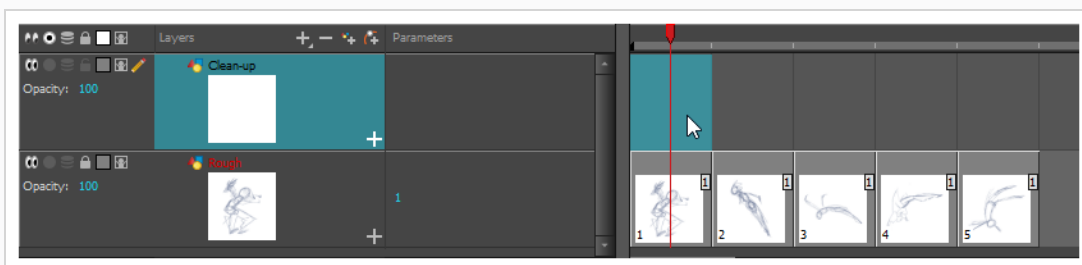 Layers Parameters
Clean-up
Opacity: 100
Rough
Opacity: 100
1
1 1 1 1 1
1 2 3 4 5